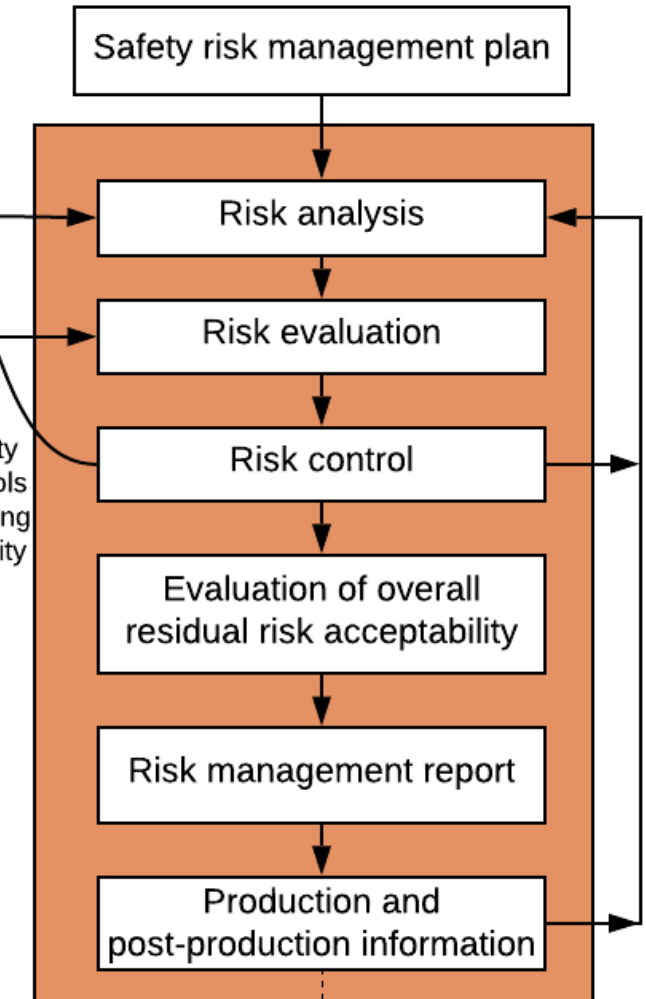 Safety risk management plan
Risk analysis
Risk evaluation
Risk control
Evaluation of overall
residual risk acceptability
Risk management report
Production and
post-production information